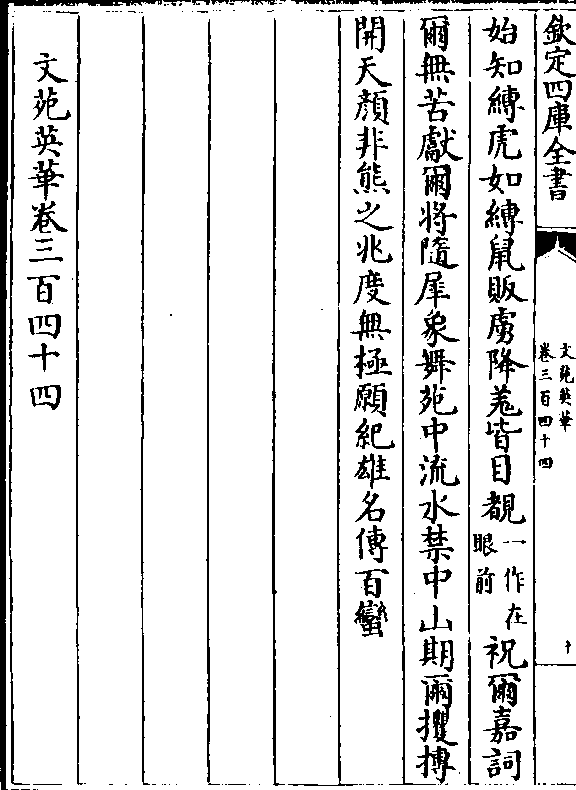 欽定四庫全書
文苑英華
卷三百四十四
十
始知縛虎如縛鼠敗虜降羌皆目覩一作在眼前祝爾嘉詞
爾無苦獻爾將隨犀象舞苑中流水禁中山期爾攫搏
開天顔非熊之兆度無極願紀雄名傳百蠻
文苑英華卷三百四十四